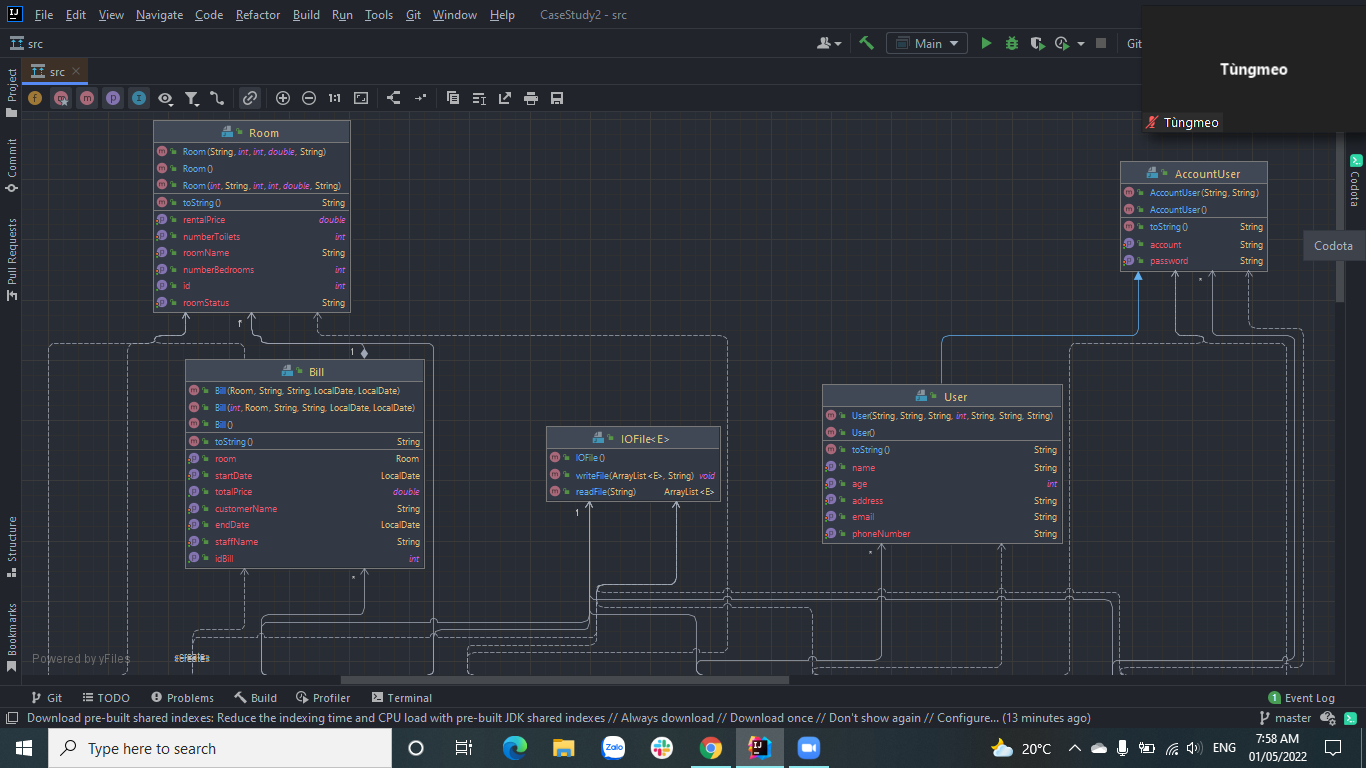 File Edit View Navigate Code Refactor Build Run Tools Git Window Help CaseStudy2 - src
src Main Git
Tùngmeo
Tùngmeo
src
1:1
Project
Commit
Pull Requests
Structure
Bookmarks
Codota
Codota
Room
Room(String, int, int, double, String)
Room()
Room(int, String, int, int, double, String)
toString() String
rentalPrice double
numberToilets int
roomName String
numberBedrooms int
id int
roomStatus String
AccountUser
AccountUser(String, String)
AccountUser()
toString() String
account String
password String
*
1
1
Bill
Bill(Room, String, String, LocalDate, LocalDate)
Bill(int, Room, String, String, LocalDate, LocalDate)
Bill()
toString() String
room Room
startDate LocalDate
totalPrice double
customerName String
endDate LocalDate
staffName String
idBill int
*
IOFile<E>
IOFile()
writeFile(ArrayList<E>, String) void
readFile(String) ArrayList<E>
1
User
User(String, String, String, int, String, String, String)
User()
toString() String
name String
age int
address String
email String
phoneNumber String
*
Powered by yFiles
Git TODO Problems Build Profiler Terminal 1 Event Log
Download pre-built shared indexes: Reduce the indexing time and CPU load with pre-built JDK shared indexes // Always download // Download once // Don't show again // Configure... (13 minutes ago) master
Type here to search
Zalo
20°C ENG
7:58 AM
01/05/2022